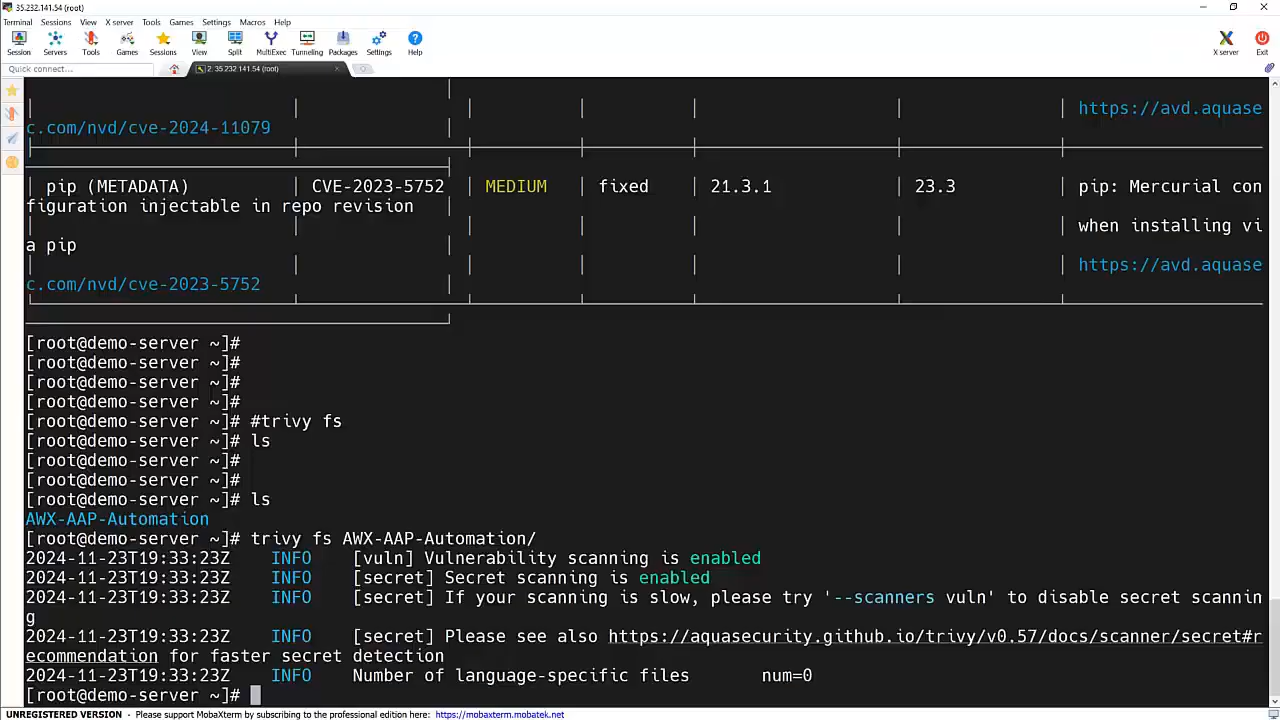 35.232.141.54 (root)
Terminal Sessions View X server Tools Games Settings Macros Help
Session Servers Tools Games Sessions View Split MultiExec Tunneling Packages Settings Help X server Exit
Quick connect... 2. 35.232.141.54 (root)
https://avd.aquase
c.com/nvd/cve-2024-11079
pip (METADATA) CVE-2023-5752 MEDIUM fixed 21.3.1 23.3 pip: Mercurial con
figuration injectable in repo revision
when installing vi
a pip
https://avd.aquase
c.com/nvd/cve-2023-5752
[root@demo-server ~]#
[root@demo-server ~]#
[root@demo-server ~]#
[root@demo-server ~]#
[root@demo-server ~]# #trivy fs
[root@demo-server ~]# ls
[root@demo-server ~]#
[root@demo-server ~]#
[root@demo-server ~]# ls
AWX-AAP-Automation
[root@demo-server ~]# trivy fs AWX-AAP-Automation/
2024-11-23T19:33:23Z INFO [vuln] Vulnerability scanning is enabled
2024-11-23T19:33:23Z INFO [secret] Secret scanning is enabled
2024-11-23T19:33:23Z INFO [secret] If your scanning is slow, please try '--scanners vuln' to disable secret scannin
g
2024-11-23T19:33:23Z INFO [secret] Please see also https://aquasecurity.github.io/trivy/v0.57/docs/scanner/secret#r
ecommendation for faster secret detection
2024-11-23T19:33:23Z INFO Number of language-specific files num=0
[root@demo-server ~]#
UNREGISTERED VERSION - Please support MobaXterm by subscribing to the professional edition here: https://mobaxterm.mobatek.net